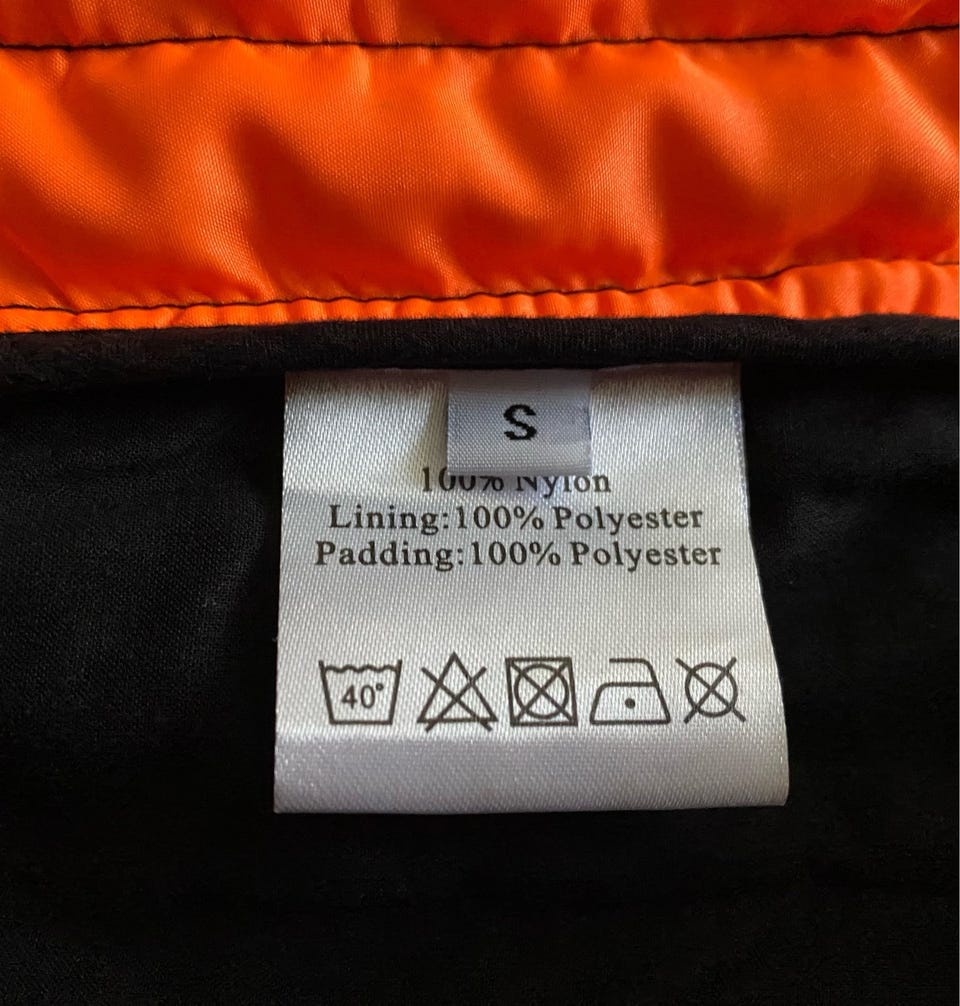 S
100% Nylon
Lining:100% Polyester
Padding:100% Polyester
40°